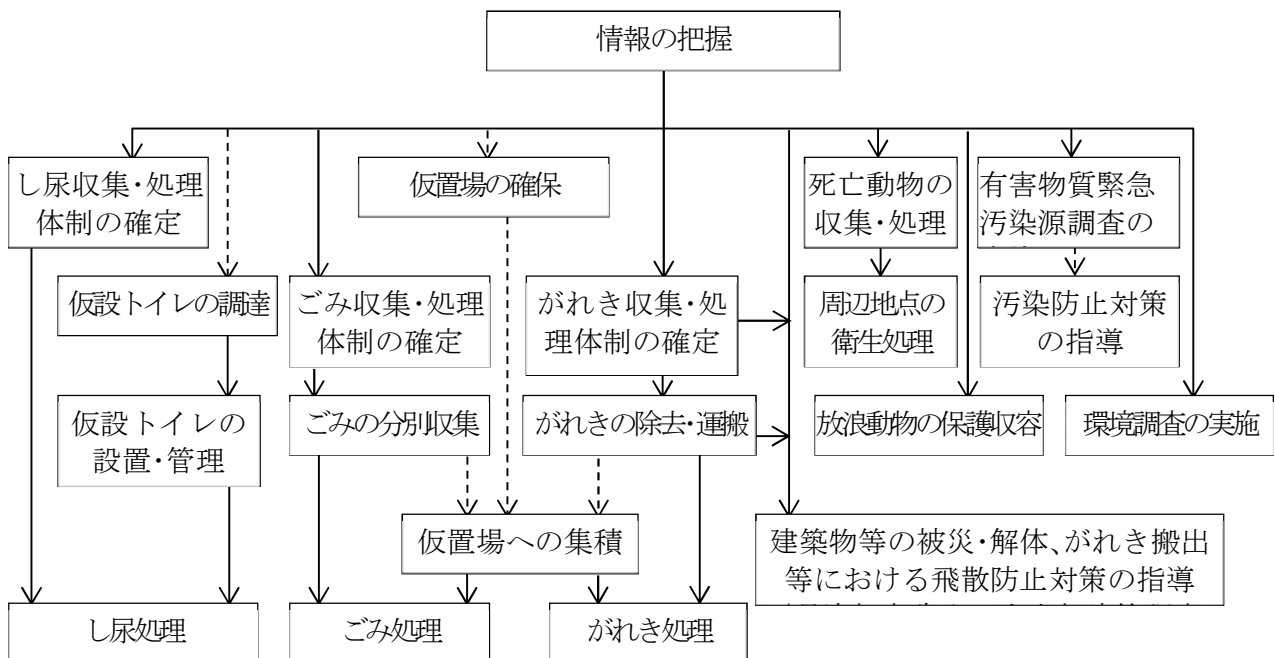 情報の把握
し尿収集・処理
体制の確定
仮置場の確保
死亡動物の
収集・処理
有害物質緊急
汚染源調査の
仮設トイレの調達
ごみ収集・処理
体制の確定
がれき収集・処
理体制の確定
周辺地点の
衛生処理
汚染防止対策
の指導
仮設トイレの
設置・管理
ごみの分別収集
がれきの除去・運搬
放浪動物の保護収容
環境調査の実施
仮置場への集積
建築物等の被災・解体、がれき搬出
等における飛散防止対策の指導
し尿処理
ごみ処理
がれき処理